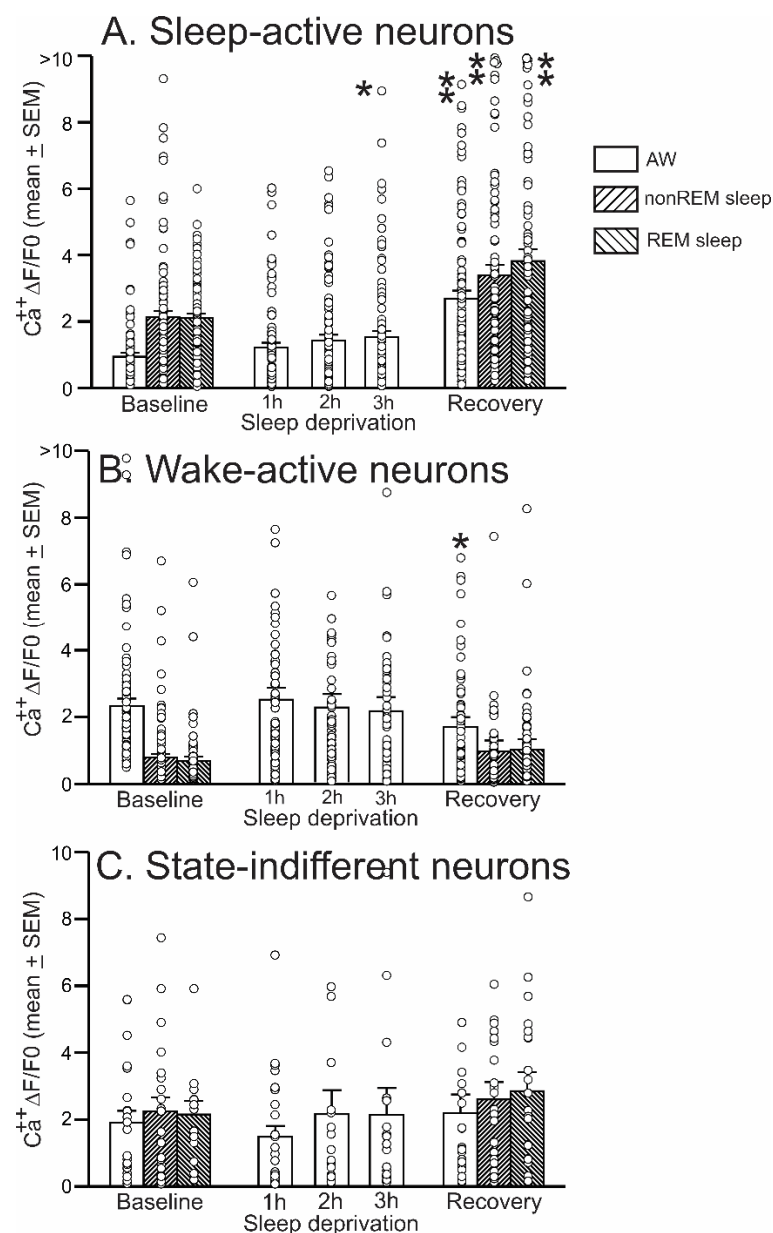 A. Sleep-active neurons
Ca++ ΔF/F0 (mean ± SEM)
>10
8
6
4
2
0
*
**
**
**
AW
nonREM sleep
REM sleep
Baseline
1h
2h
3h
Sleep deprivation
Recovery
B. Wake-active neurons
Ca++ ΔF/F0 (mean ± SEM)
>10
8
6
4
2
0
*
Baseline
1h
2h
3h
Sleep deprivation
Recovery
C. State-indifferent neurons
Ca++ ΔF/F0 (mean ± SEM)
10
8
6
4
2
0
Baseline
1h
2h
3h
Sleep deprivation
Recovery